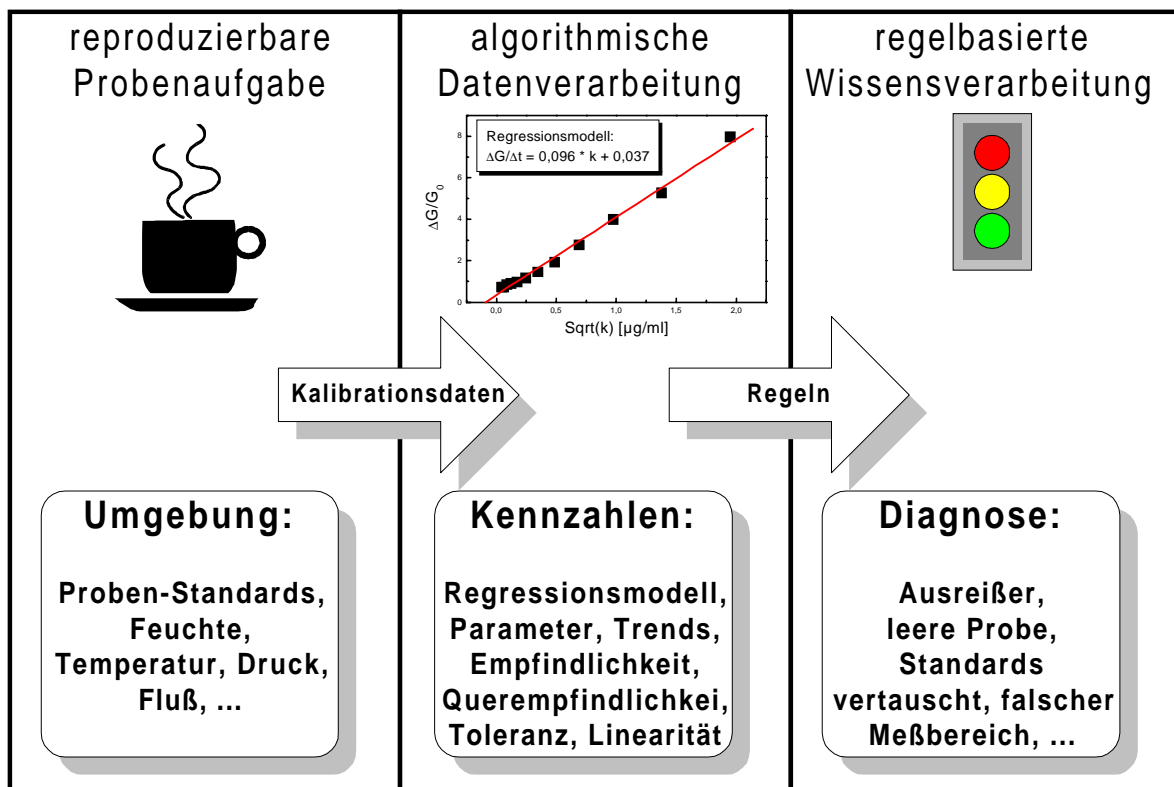 reproduzierbare
Probenaufgabe
algorithmische
Datenverarbeitung
regelbasierte
Wissensverarbeitung
Regressionsmodell:
ΔG/Δt = 0,096 * k + 0,037
ΔG/G₀
8
6
4
2
0
0,0
0,5
1,0
1,5
2,0
Sqrt(k) [µg/ml]
Kalibrationsdaten
Regeln
Umgebung:
Proben-Standards,
Feuchte,
Temperatur, Druck,
Fluß, ...
Kennzahlen:
Regressionsmodell,
Parameter, Trends,
Empfindlichkeit,
Querempfindlichkei,
Toleranz, Linearität
Diagnose:
Ausreißer,
leere Probe,
Standards
vertauscht, falscher
Meßbereich, ...